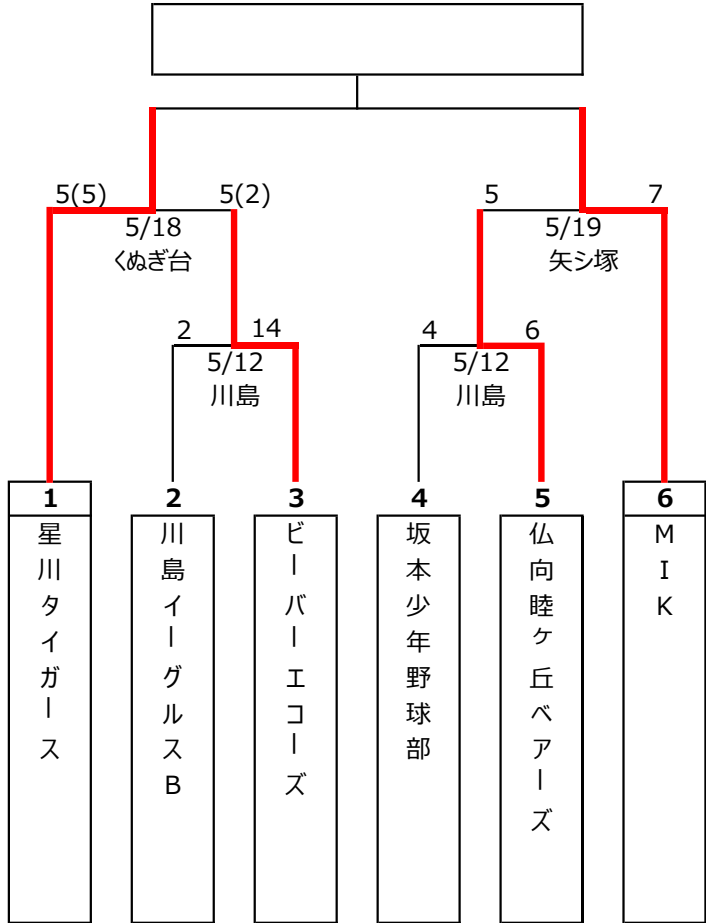 5(5) 5(2) 5 7
5/18 5/19
くぬぎ台 矢シ塚
2 14 4 6
5/12 5/12
川島 川島
1 2 3 4 5 6
星川タイガース
川島イーグルスB
ビーバーエコーズ
坂本少年野球部
仏向睦ケ丘ベアーズ
MIK